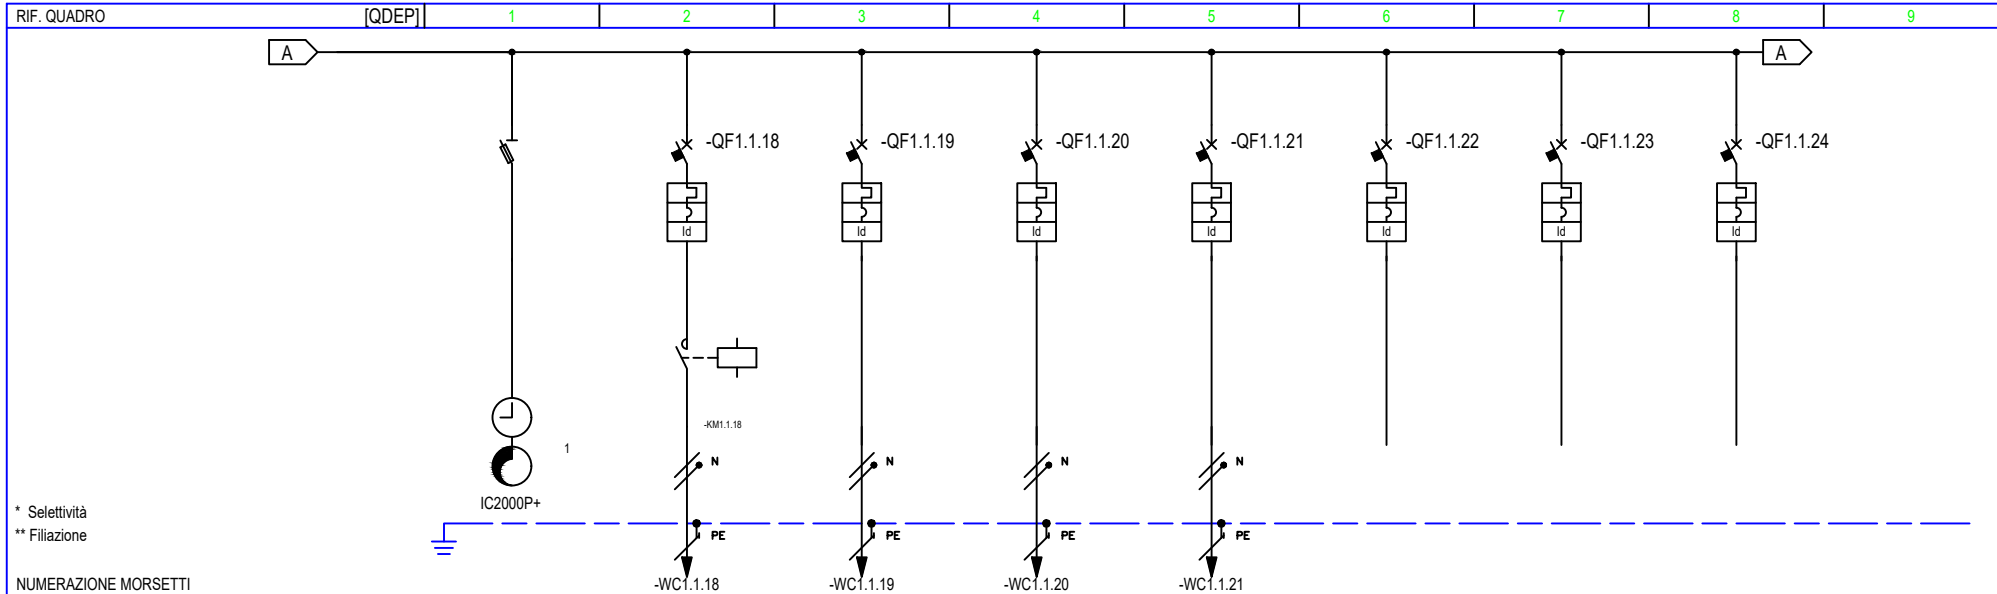 RIF. QUADRO [QDEP] 1 2 3 4 5 6 7 8 9
A A
-QF1.1.18 -QF1.1.19 -QF1.1.20 -QF1.1.21 -QF1.1.22 -QF1.1.23 -QF1.1.24
Id Id Id Id Id Id Id
-KM1.1.18
1
N N N N
IC2000P+
* Selettività
** Filiazione
PE PE PE PE
NUMERAZIONE MORSETTI -WC1.1.18 -WC1.1.19 -WC1.1.20 -WC1.1.21